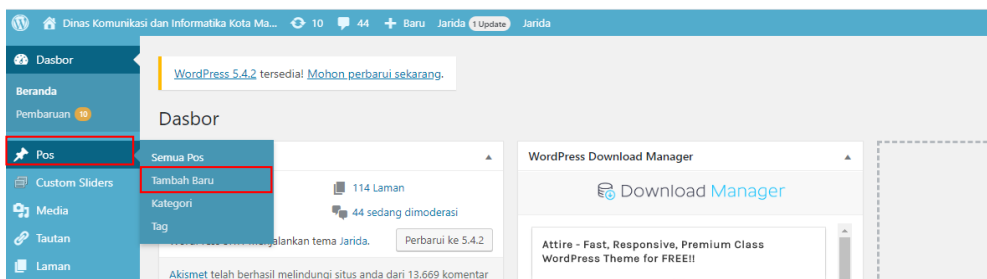 Dinas Komunikasi dan Informatika Kota Ma... 10 44 + Baru Jarida 1 Update Jarida
Dasbor
Beranda
Pembaruan 10
Pos
Custom Sliders
Media
Tautan
Laman
Semua Pos
Tambah Baru
Kategori
Tag
WordPress 5.4.2 tersedia! Mohon perbarui sekarang.
Dasbor
114 Laman
44 sedang dimoderasi
jalankan tema Jarida.
Perbarui ke 5.4.2
Akismet telah berhasil melindungi situs anda dari 13.669 komentar
WordPress Download Manager
Download Manager
Attire - Fast, Responsive, Premium Class
WordPress Theme for FREE!!